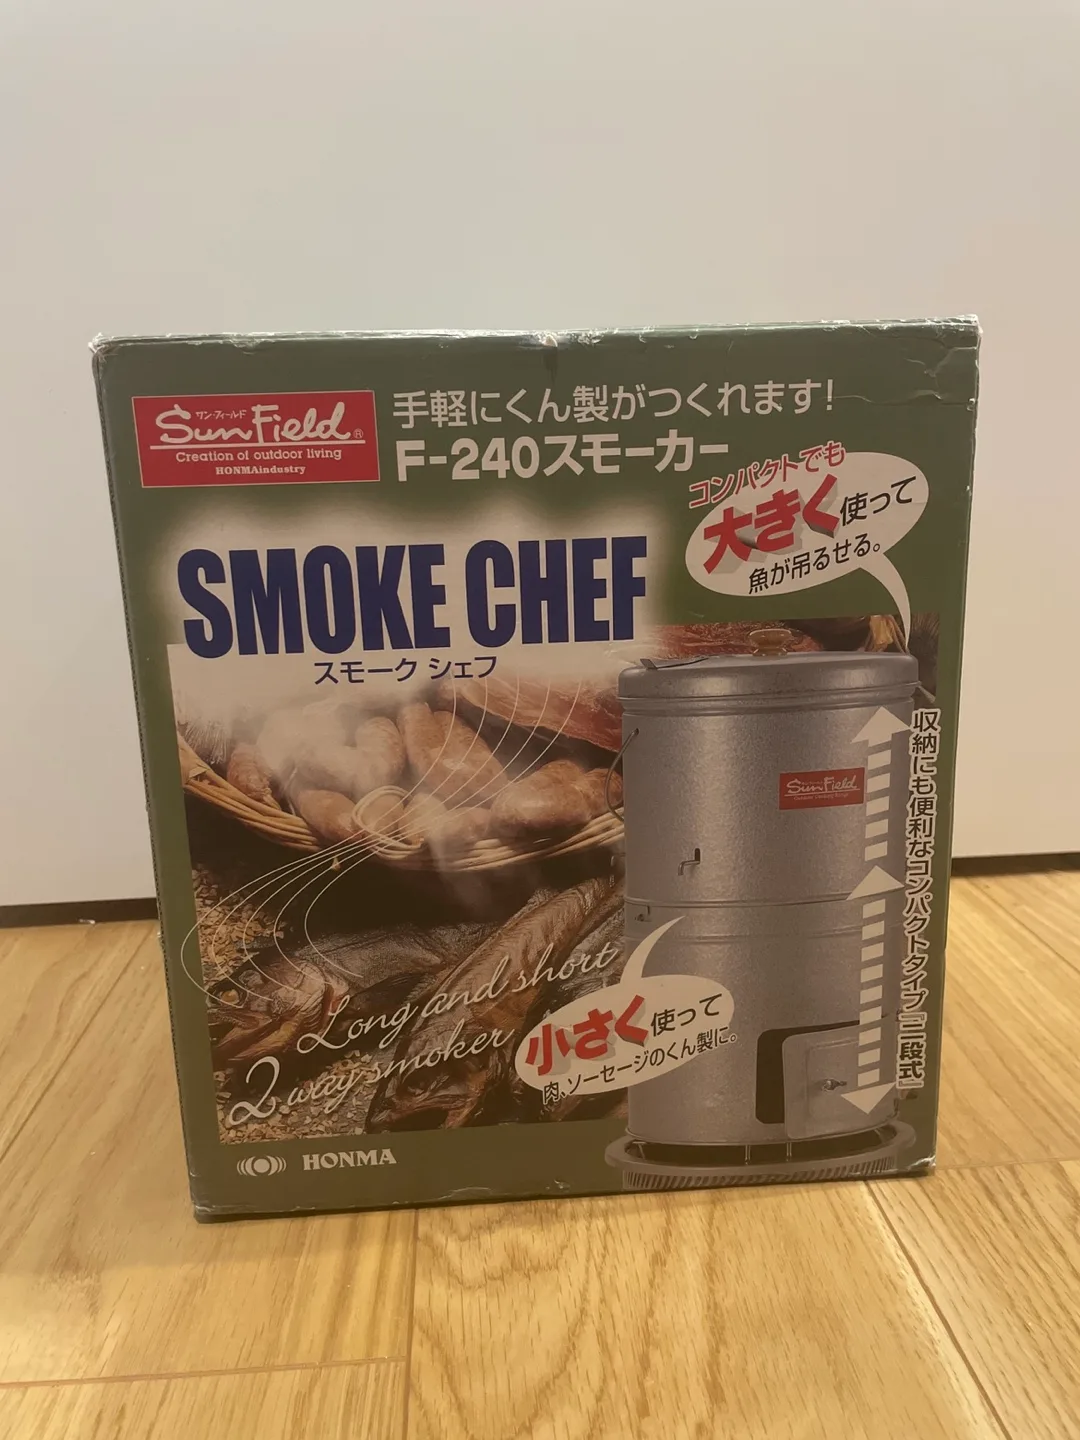 サン・フィールド
Sun Field®
Creation of outdoor living
HONMAindustry
手軽にくん製がつくれます!
F-240スモーカー
コンパクトでも
大きく使って
魚が吊るせる。
SMOKE CHEF
スモーク シェフ
Sun Field
収納にも便利なコンパクトタイプ「二段式」
Long and short
2 way smoker
小さく使って
肉、ソーセージのくん製に。
HONMA